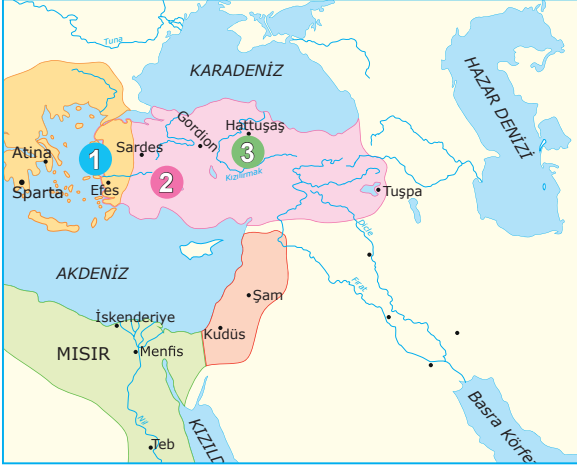 Tuna
KARADENİZ
HAZAR DENİZİ
Gordion
Hattuşaş
Atina
1
Sardes
3
2
Kızılırmak
Sparta
Efes
Tuşpa
Dicle
AKDENİZ
Fırat
Şam
İskenderiye
Kudüs
MISIR
Menfis
Nil
Teb
KIZILD
Basra Körfe